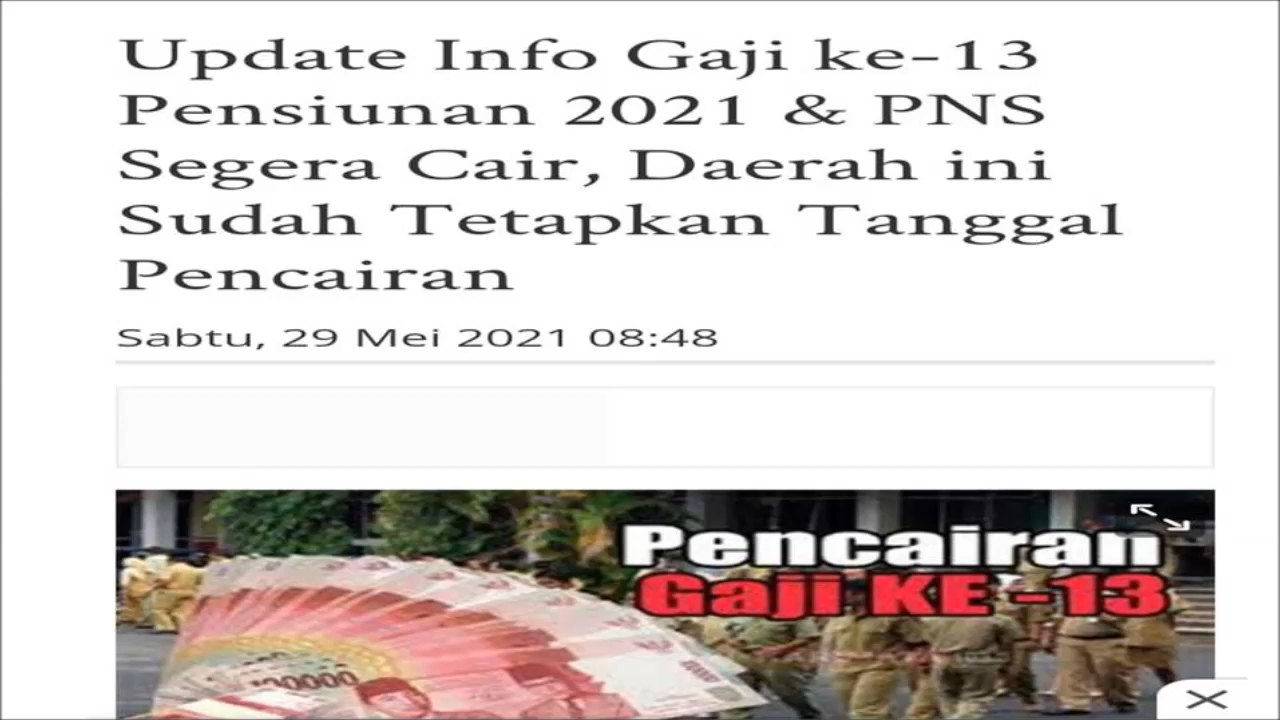 Update Info Gaji ke-13
Pensiunan 2021 & PNS
Segera Cair, Daerah ini
Sudah Tetapkan Tanggal
Pencairan
Sabtu, 29 Mei 2021 08:48
Pencairan
Gaji KE -13